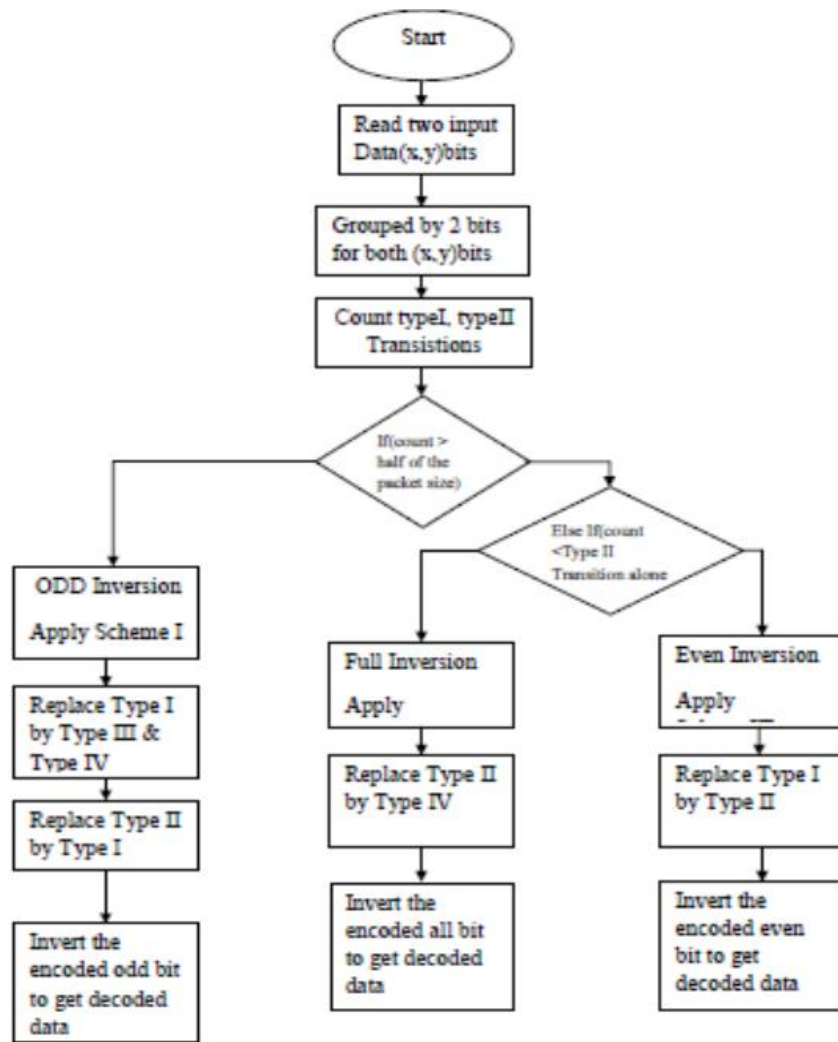 Start
Read two input
Data(x,y)bits
Grouped by 2 bits
for both (x,y)bits
Count typeI, typeII
Transistions
If(count >
half of the
packet size)
Else If(count
<Type II
Transition alone
ODD Inversion
Apply Scheme I
Replace Type I
by Type III &
Type IV
Replace Type II
by Type I
Invert the
encoded odd bit
to get decoded
data
Full Inversion
Apply
Replace Type II
by Type IV
Invert the
encoded all bit
to get decoded
data
Even Inversion
Apply
Replace Type I
by Type II
Invert the
encoded even
bit to get
decoded data